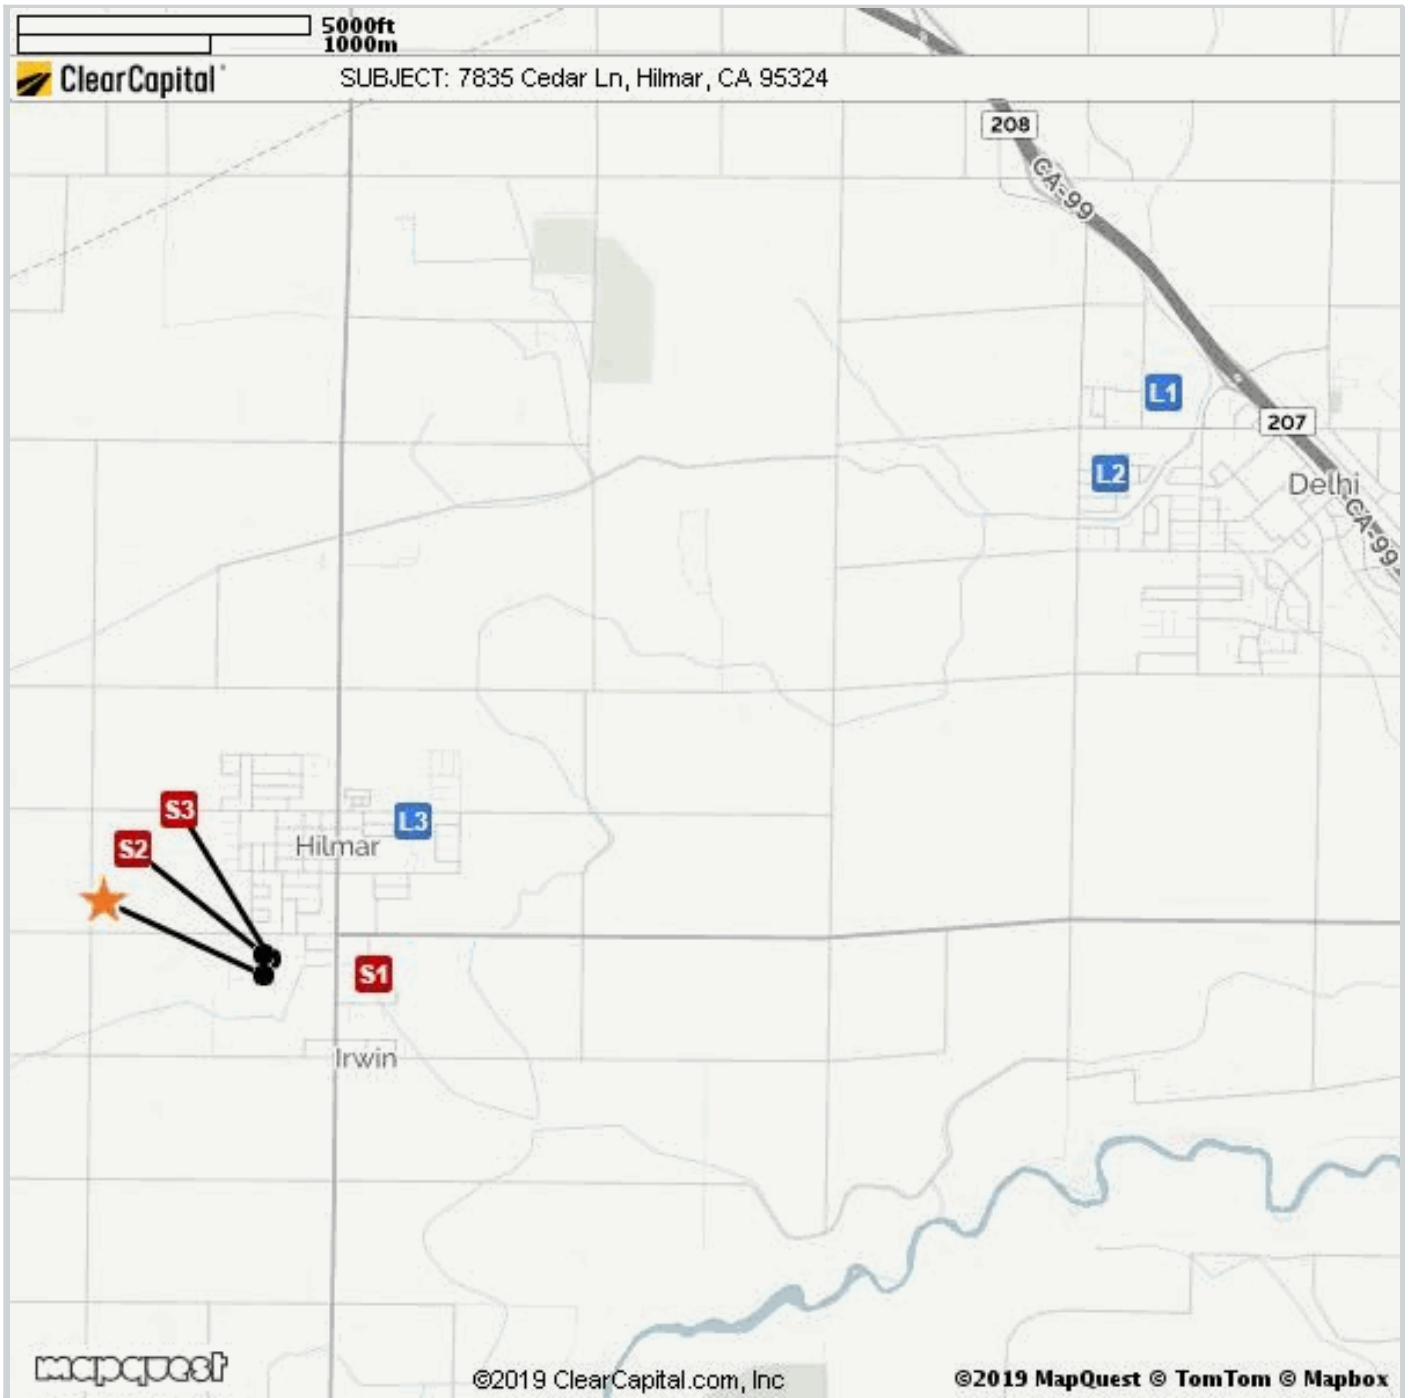 5000ft
1000m
ClearCapital SUBJECT: 7835 Cedar Ln, Hilmar, CA 95324
208
CA-99
L1
207
L2
Delhi
CA-99
S3
L3
Hilmar
S2
S1
Irwin
mapquest ©2019 ClearCapital.com, Inc ©2019 MapQuest © TomTom © Mapbox